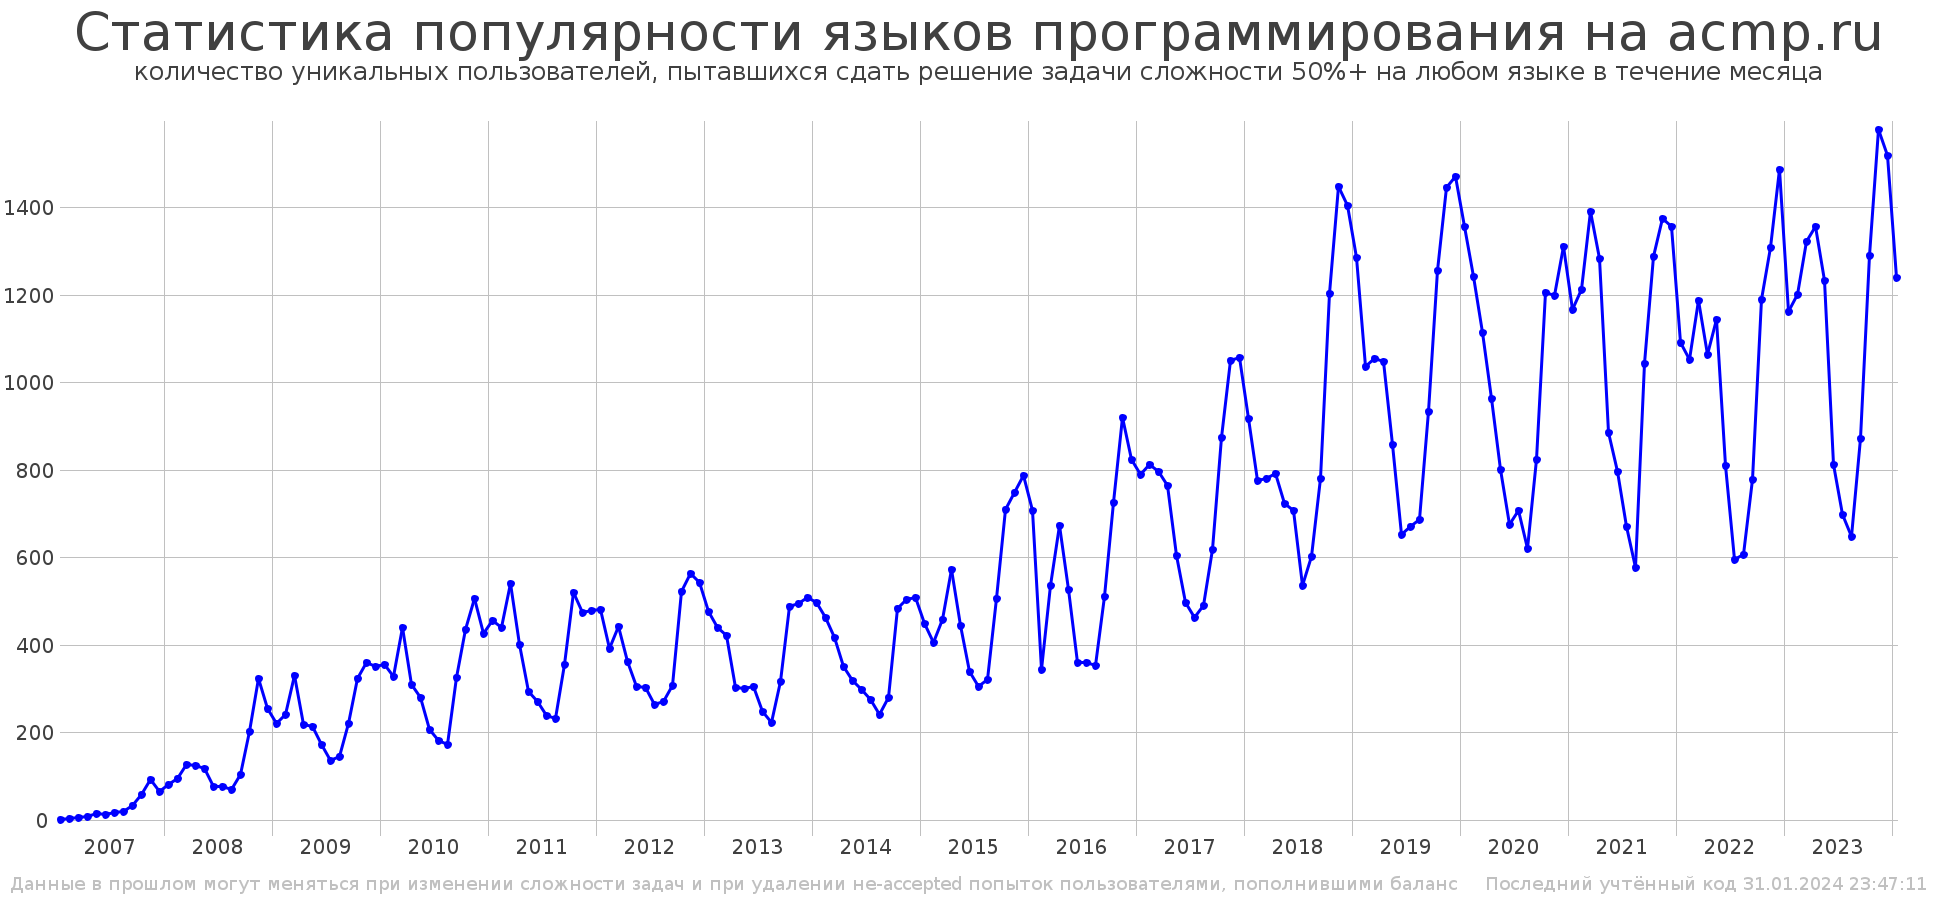 Статистика популярности языков программирования на acmp.ru
количество уникальных пользователей, пытавшихся сдать решение задачи сложности 50%+ на любом языке в течение месяца
1400
1200
1000
800
600
400
200
0
2007 2008 2009 2010 2011 2012 2013 2014 2015 2016 2017 2018 2019 2020 2021 2022 2023
Данные в прошлом могут меняться при изменении сложности задач и при удалении не-accepted попыток пользователями, пополнившими баланс Последний учтённый код 31.01.2024 23:47:11